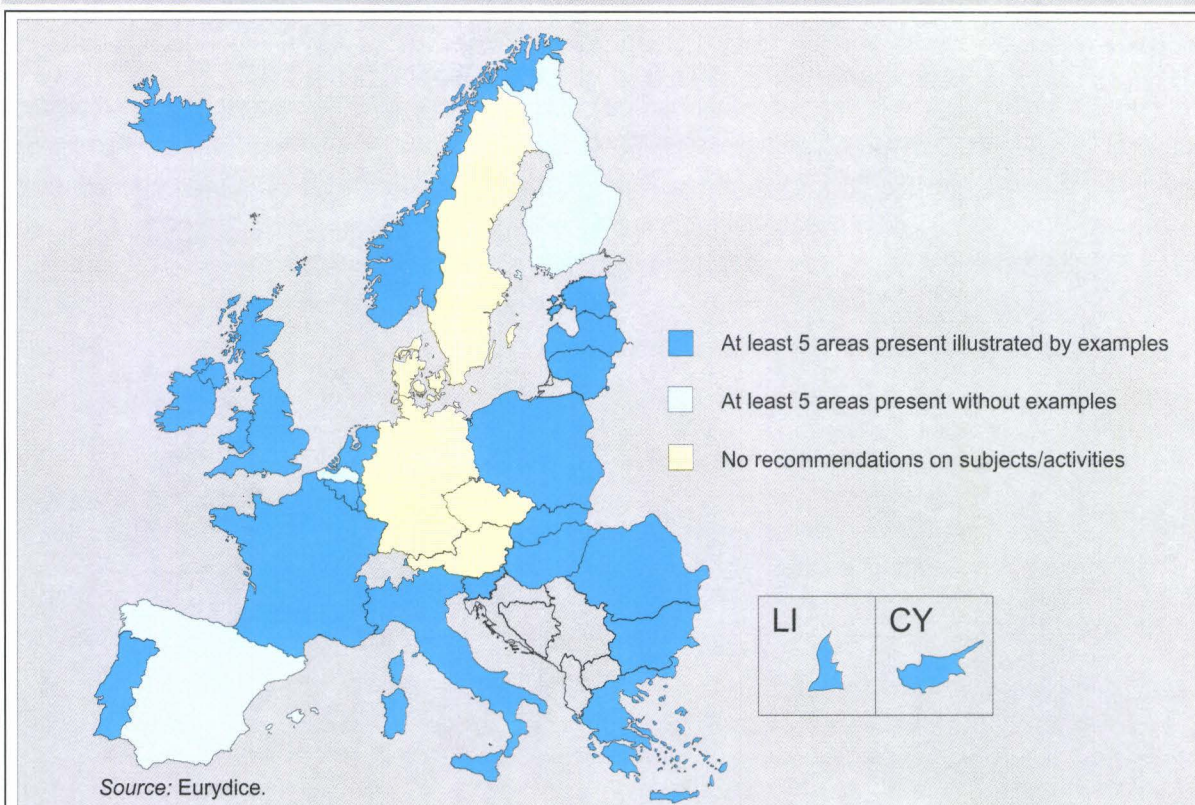 At least 5 areas present illustrated by examples
At least 5 areas present without examples
No recommendations on subjects/activities
LI
CY
Source: Eurydice.